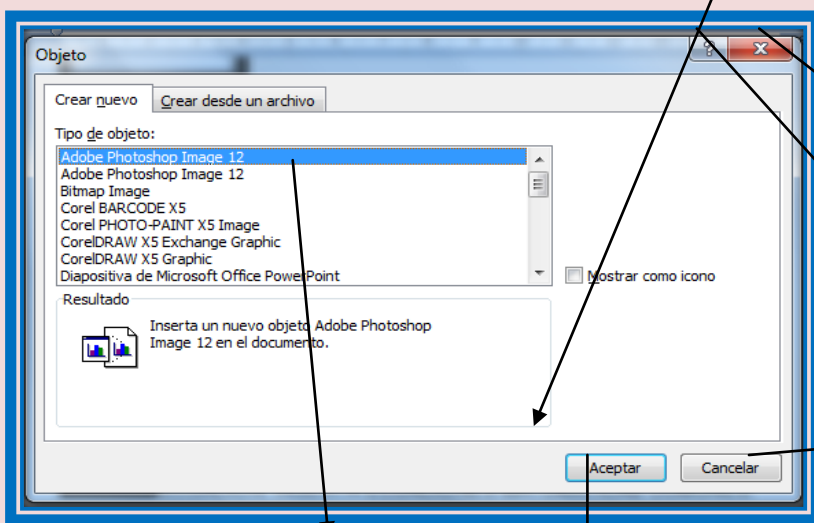 Objeto
?
X
Crear nuevo
Crear desde un archivo
Tipo de objeto:
Adobe Photoshop Image 12
Adobe Photoshop Image 12
Bitmap Image
Corel BARCODE X5
Corel PHOTO-PAINT X5 Image
CorelDRAW X5 Exchange Graphic
CorelDRAW X5 Graphic
Diapositiva de Microsoft Office PowerPoint
Mostrar como icono
Resultado
Inserta un nuevo objeto Adobe Photoshop
Image 12 en el documento.
Aceptar
Cancelar